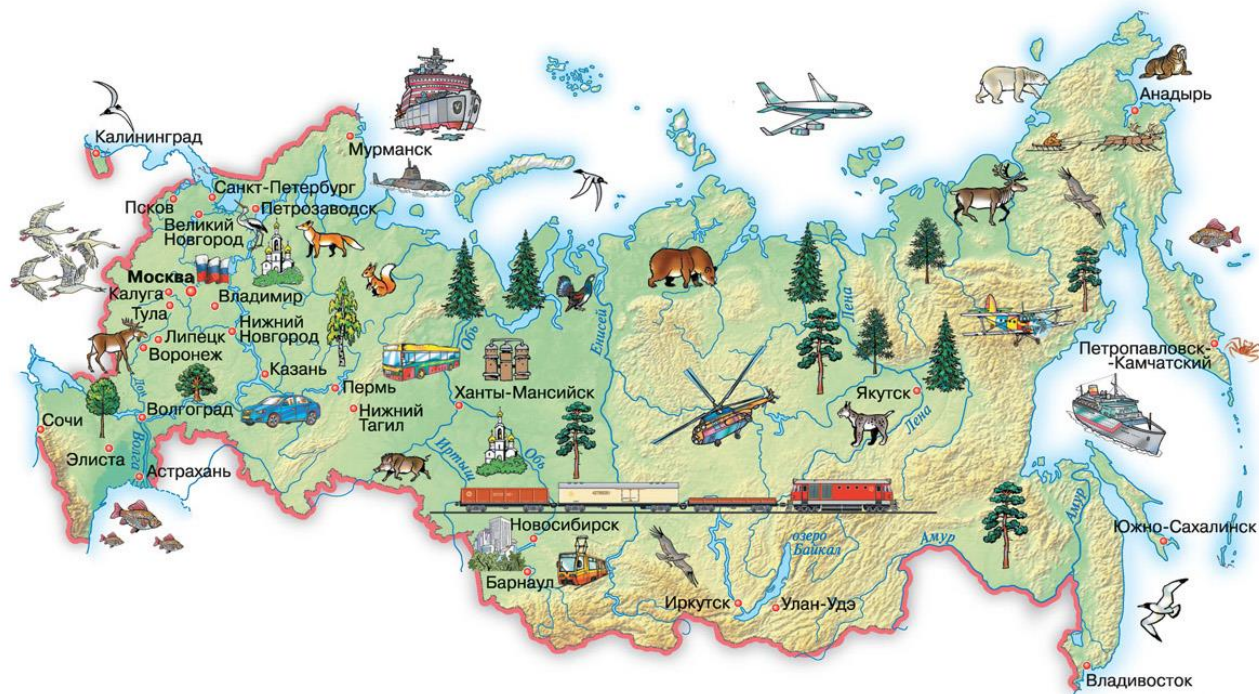 Анадырь
Калининград
Мурманск
Санкт-Петербург
Псков
Петрозаводск
Великий
Новгород
Москва
Калуга
Владимир
Тула
Нижний
Новгород
Липецк
Воронеж
Казань
Пермь
Обь
Енисей
Лена
Петропавловск-
-Камчатский
Ханты-Мансийск
Якутск
Нижний
Тагил
Дон
Волгоград
Сочи
Лена
Волга
Элиста
Астрахань
Иртыш
Обь
Амур
Новосибирск
озеро
Байкал
Амур
Южно-Сахалинск
Барнаул
Иркутск
Улан-Удэ
Владивосток